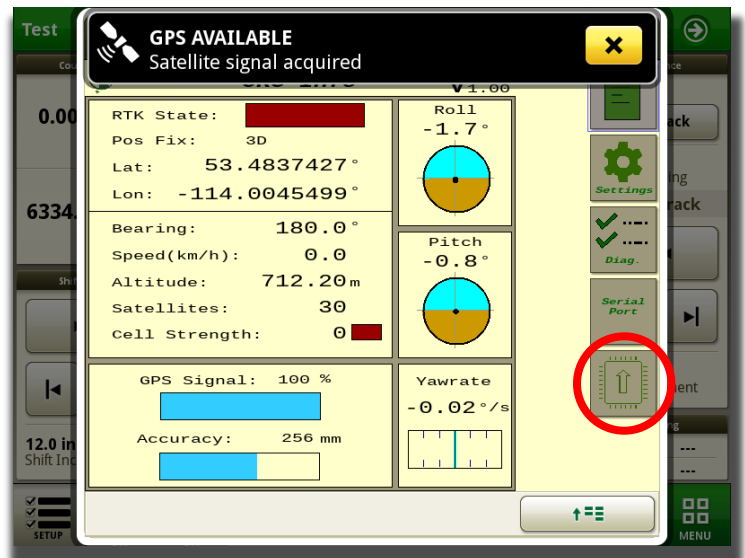 Test
GPS AVAILABLE
Satellite signal acquired
V1.00
RTK State:
Pos Fix: 3D
Lat: 53.4837427°
Lon: -114.0045499°
Bearing: 180.0°
Speed(km/h): 0.0
Altitude: 712.20 m
Satellites: 30
Cell Strength: 0
GPS Signal: 100 %
Accuracy: 256 mm
Roll
-1.7°
Pitch
-0.8°
Yawrate
-0.02°/s
Settings
Diag.
Serial
Port
0.00
6334.
12.0 in
Shift Inc
SETUP
---
---
MENU